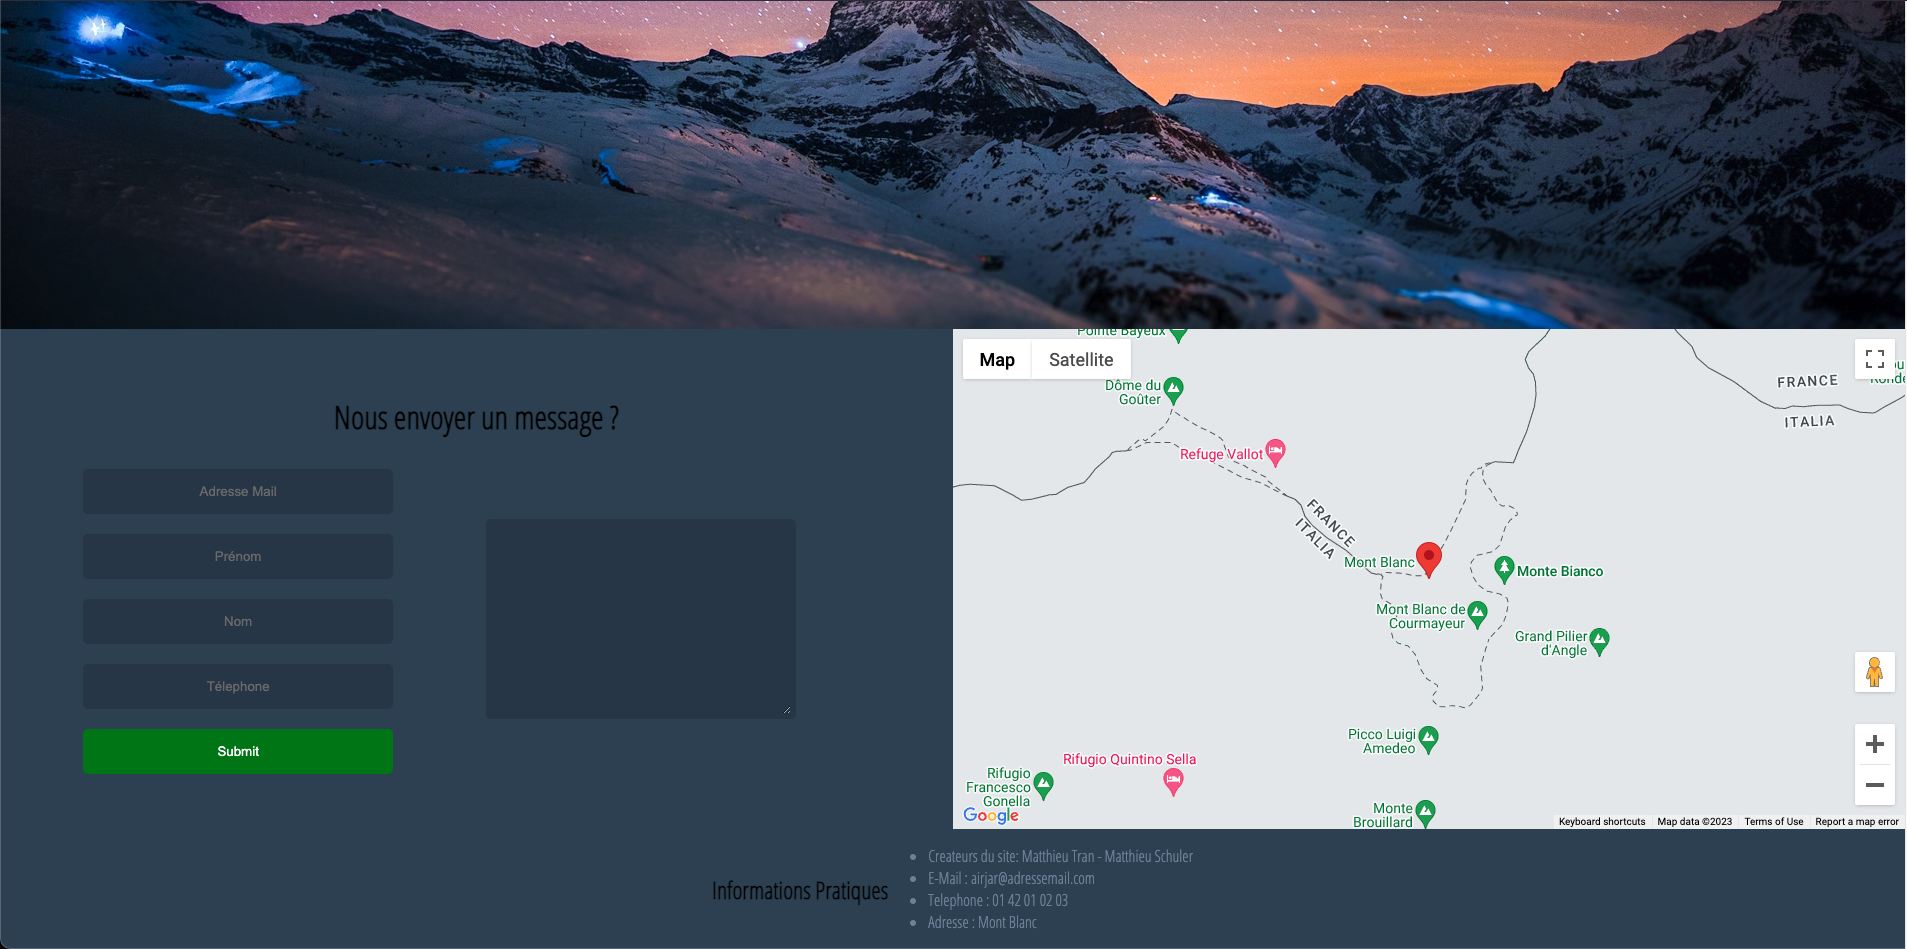 Nous envoyer un message ?
Adresse Mail
Prénom
Nom
Télephone
Submit
Pointe Bayeux
Map
Satellite
Dôme du
Goûter
FRANCE
ITALIA
Refuge Vallot
FRANCE
ITALIA
Mont Blanc
Monte Bianco
Mont Blanc de
Courmayeur
Grand Pilier
d'Angle
Picco Luigi
Amedeo
Rifugio Quintino Sella
Rifugio
Francesco
Gonella
Monte
Brouillard
Google
Keyboard shortcuts
Map data ©2023
Terms of Use
Report a map error
Informations Pratiques
Createurs du site: Matthieu Tran - Matthieu Schuler
E-Mail : airjar@adressemail.com
Telephone : 01 42 01 02 03
Adresse : Mont Blanc